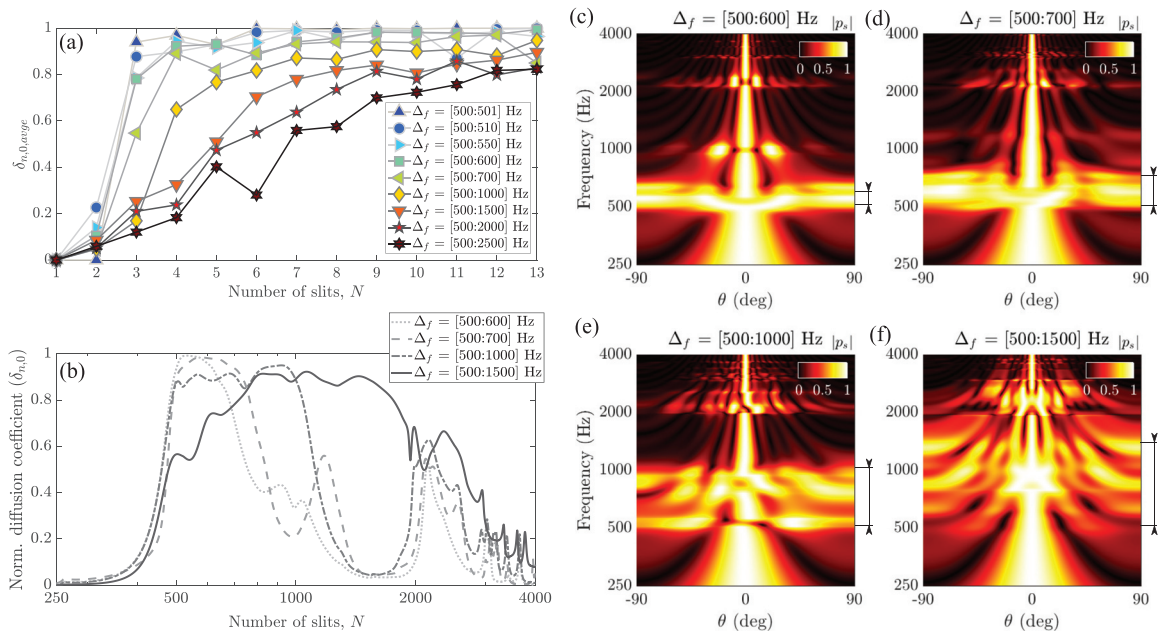 (a)
δn,0,avge
1
0.8
0.6
0.4
0.2
0
1 2 3 4 5 6 7 8 9 10 11 12 13
Number of slits, N
Δf = [500:501] Hz
Δf = [500:510] Hz
Δf = [500:550] Hz
Δf = [500:600] Hz
Δf = [500:700] Hz
Δf = [500:1000] Hz
Δf = [500:1500] Hz
Δf = [500:2000] Hz
Δf = [500:2500] Hz
(b)
Norm. diffusion coefficient (δn,0)
1
0.8
0.6
0.4
0.2
0
250 500 1000 2000 4000
Number of slits, N
Δf = [500:600] Hz
Δf = [500:700] Hz
Δf = [500:1000] Hz
Δf = [500:1500] Hz
(c)
Δf = [500:600] Hz |ps|
0 0.5 1
Frequency (Hz)
4000
2000
1000
500
250
-90 0 90
θ (deg)
(d)
Δf = [500:700] Hz |ps|
0 0.5 1
Frequency (Hz)
4000
2000
1000
500
250
-90 0 90
θ (deg)
(e)
Δf = [500:1000] Hz |ps|
0 0.5 1
Frequency (Hz)
4000
2000
1000
500
250
-90 0 90
θ (deg)
(f)
Δf = [500:1500] Hz |ps|
0 0.5 1
Frequency (Hz)
4000
2000
1000
500
250
-90 0 90
θ (deg)